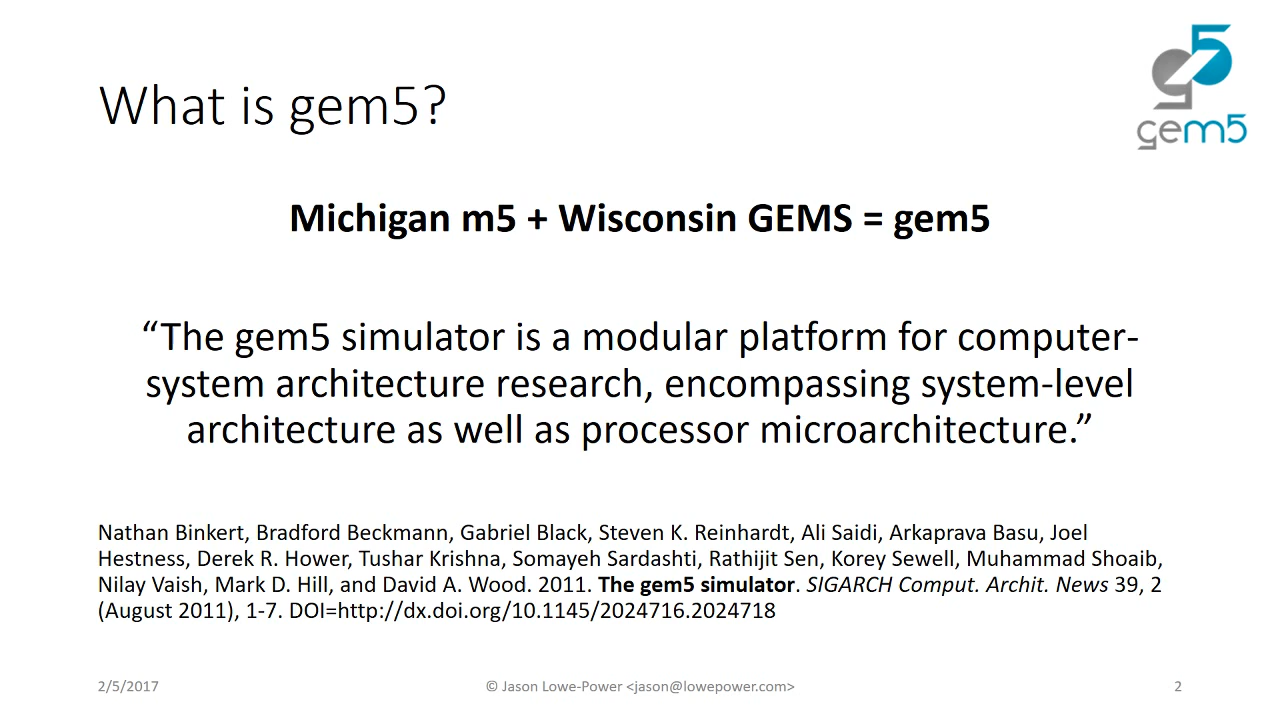 What is gem5?
gem5
Michigan m5 + Wisconsin GEMS = gem5
“The gem5 simulator is a modular platform for computer-
system architecture research, encompassing system-level
architecture as well as processor microarchitecture.”
Nathan Binkert, Bradford Beckmann, Gabriel Black, Steven K. Reinhardt, Ali Saidi, Arkaprava Basu, Joel
Hestness, Derek R. Hower, Tushar Krishna, Somayeh Sardashti, Rathijit Sen, Korey Sewell, Muhammad Shoaib,
Nilay Vaish, Mark D. Hill, and David A. Wood. 2011. The gem5 simulator. SIGARCH Comput. Archit. News 39, 2
(August 2011), 1-7. DOI=http://dx.doi.org/10.1145/2024716.2024718
2/5/2017
© Jason Lowe-Power <jason@lowepower.com>
2